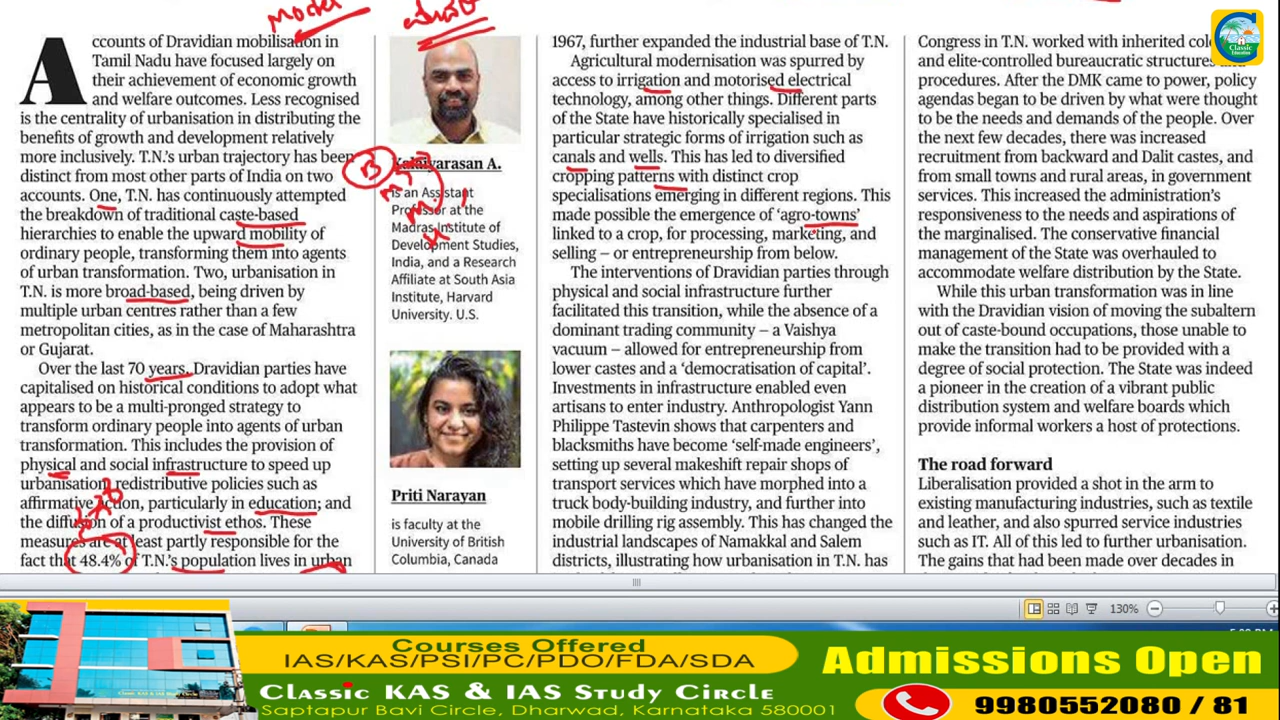 Model
Accounts of Dravidian mobilisation in
Tamil Nadu have focused largely on
their achievement of economic growth
and welfare outcomes. Less recognised
is the centrality of urbanisation in distributing the
benefits of growth and development relatively
more inclusively. T.N.'s urban trajectory has been
distinct from most other parts of India on two
accounts. One, T.N. has continuously attempted
the breakdown of traditional caste-based
hierarchies to enable the upward mobility of
ordinary people, transforming them into agents
of urban transformation. Two, urbanisation in
T.N. is more broad-based, being driven by
multiple urban centres rather than a few
metropolitan cities, as in the case of Maharashtra
or Gujarat.
Over the last 70 years, Dravidian parties have
capitalised on historical conditions to adopt what
appears to be a multi-pronged strategy to
transform ordinary people into agents of urban
transformation. This includes the provision of
physical and social infrastructure to speed up
urbanisation, redistributive policies such as
affirmative action, particularly in education; and
the diffusion of a productivist ethos. These
measures are at least partly responsible for the
fact that 48.4% of T.N.'s population lives in urban
B
Kalaiyarasan A.
is an Assistant
Professor at the
Madras Institute of
Development Studies,
India, and a Research
Affiliate at South Asia
Institute, Harvard
University. U.S.
Priti Narayan
is faculty at the
University of British
Columbia, Canada
1967, further expanded the industrial base of T.N.
Agricultural modernisation was spurred by
access to irrigation and motorised electrical
technology, among other things. Different parts
of the State have historically specialised in
particular strategic forms of irrigation such as
canals and wells. This has led to diversified
cropping patterns with distinct crop
specialisations emerging in different regions. This
made possible the emergence of 'agro-towns'
linked to a crop, for processing, marketing, and
selling – or entrepreneurship from below.
The interventions of Dravidian parties through
physical and social infrastructure further
facilitated this transition, while the absence of a
dominant trading community – a Vaishya
vacuum – allowed for entrepreneurship from
lower castes and a 'democratisation of capital'.
Investments in infrastructure enabled even
artisans to enter industry. Anthropologist Yann
Philippe Tastevin shows that carpenters and
blacksmiths have become 'self-made engineers',
setting up several makeshift repair shops of
transport services which have morphed into a
truck body-building industry, and further into
mobile drilling rig assembly. This has changed the
industrial landscapes of Namakkal and Salem
districts, illustrating how urbanisation in T.N. has
Congress in T.N. worked with inherited
and elite-controlled bureaucratic structures and
procedures. After the DMK came to power, policy
agendas began to be driven by what were thought
to be the needs and demands of the people. Over
the next few decades, there was increased
recruitment from backward and Dalit castes, and
from small towns and rural areas, in government
services. This increased the administration's
responsiveness to the needs and aspirations of
the marginalised. The conservative financial
management of the State was overhauled to
accommodate welfare distribution by the State.
While this urban transformation was in line
with the Dravidian vision of moving the subaltern
out of caste-bound occupations, those unable to
make the transition had to be provided with a
degree of social protection. The State was indeed
a pioneer in the creation of a vibrant public
distribution system and welfare boards which
provide informal workers a host of protections.
The road forward
Liberalisation provided a shot in the arm to
existing manufacturing industries, such as textile
and leather, and also spurred service industries
such as IT. All of this led to further urbanisation.
The gains that had been made over decades in
Classic
Education
130%
Courses Offered
IAS/KAS/PSI/PC/PDO/FDA/SDA
Classic KAS & IAS Study Circle
Saptapur Bavi Circle, Dharwad, Karnataka 580001
Admissions Open
9980552080 / 81